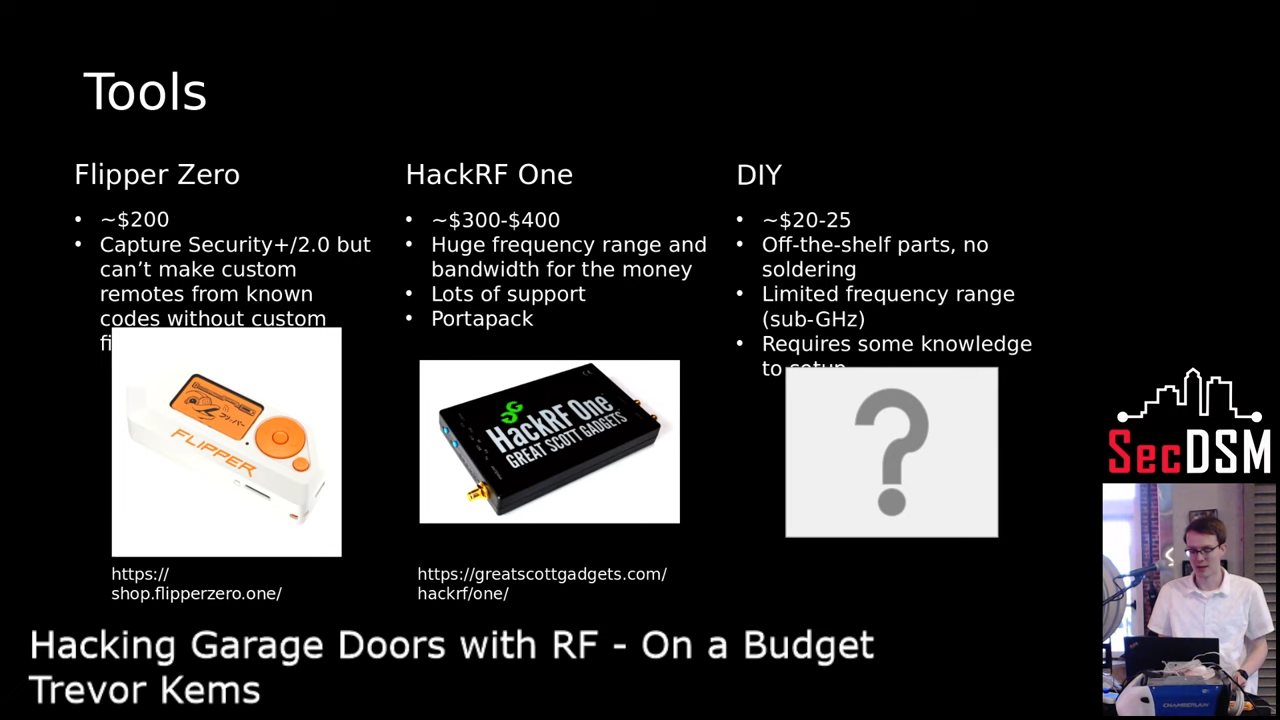 Tools
Flipper Zero
• ~$200
• Capture Security+/2.0 but
can’t make custom
remotes from known
codes without custom
FLIPPER
https://
shop.flipperzero.one/
HackRF One
• ~$300-$400
• Huge frequency range and
bandwidth for the money
• Lots of support
• Portapack
HackRF One
GREAT SCOTT GADGETS
https://greatscottgadgets.com/
hackrf/one/
DIY
• ~$20-25
• Off-the-shelf parts, no
soldering
• Limited frequency range
(sub-GHz)
• Requires some knowledge
to setup
?
SecDSM
CHAMBERLAIN
Hacking Garage Doors with RF - On a Budget
Trevor Kems